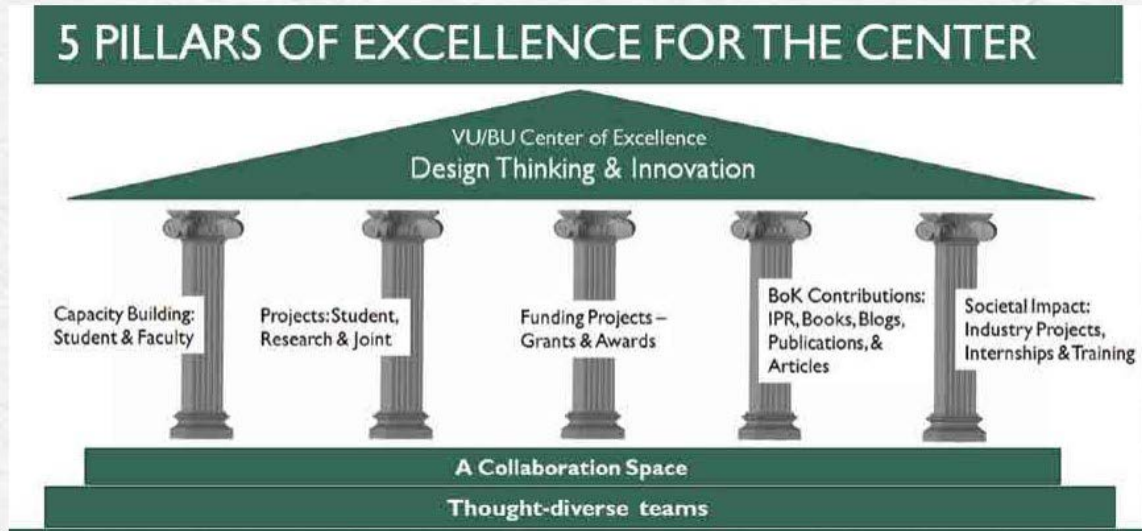 5 PILLARS OF EXCELLENCE FOR THE CENTER
VU/BU Center of Excellence
Design Thinking & Innovation
Capacity Building:
Student & Faculty
Projects: Student,
Research & Joint
Funding Projects –
Grants & Awards
BoK Contributions:
IPR, Books, Blogs,
Publications, &
Articles
Societal Impact:
Industry Projects,
Internships & Training
A Collaboration Space
Thought-diverse teams